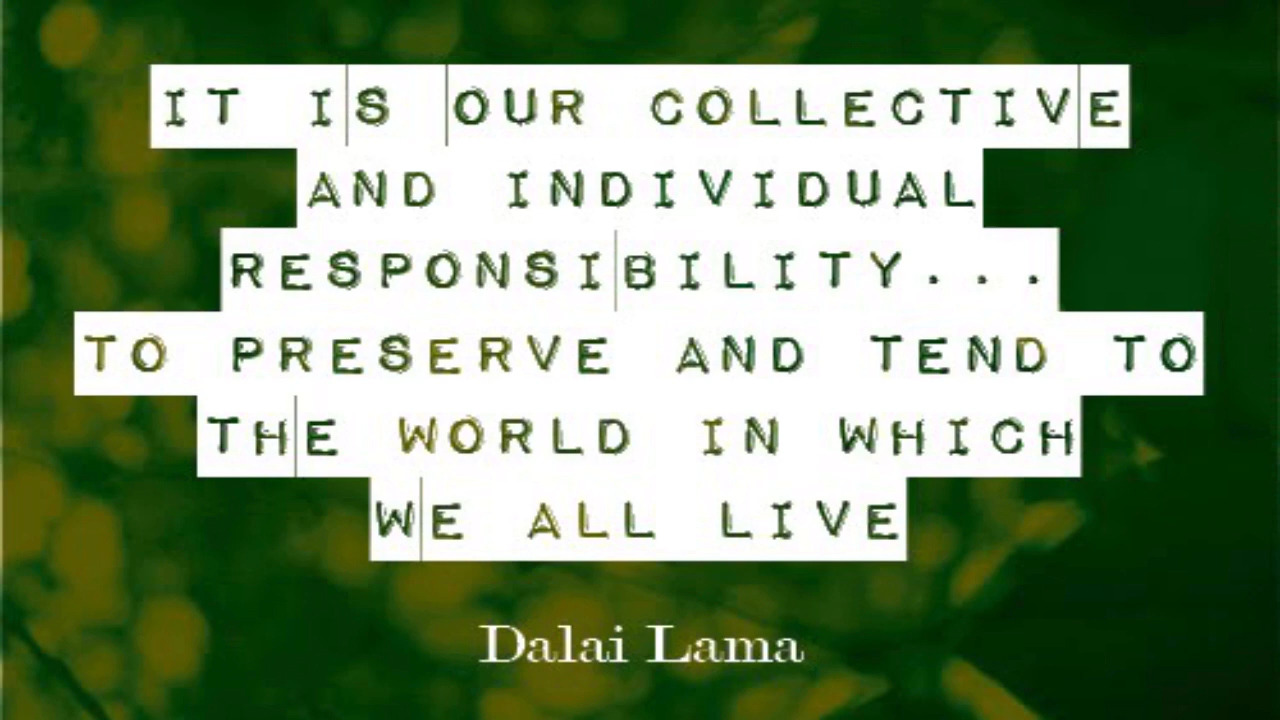 IT IS OUR COLLECTIVE
AND INDIVIDUAL
RESPONSIBILITY...
TO PRESERVE AND TEND TO
THE WORLD IN WHICH
WE ALL LIVE
Dalai Lama